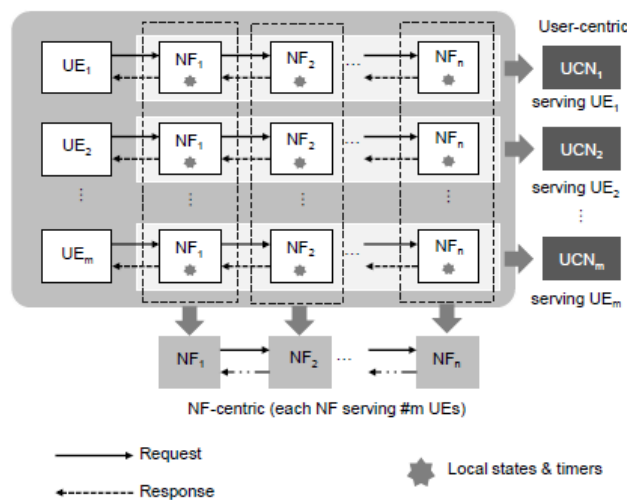 User-centric
UE1 NF1 NF2 ... NFn UCN1
serving UE1
UE2 NF1 NF2 ... NFn UCN2
serving UE2
⋮ ⋮ ⋮ ⋮ ⋮
UEm NF1 NF2 ... NFn UCNm
serving UEm
NF1 NF2 ... NFn
NF-centric (each NF serving #m UEs)
Request
Local states & timers
Response